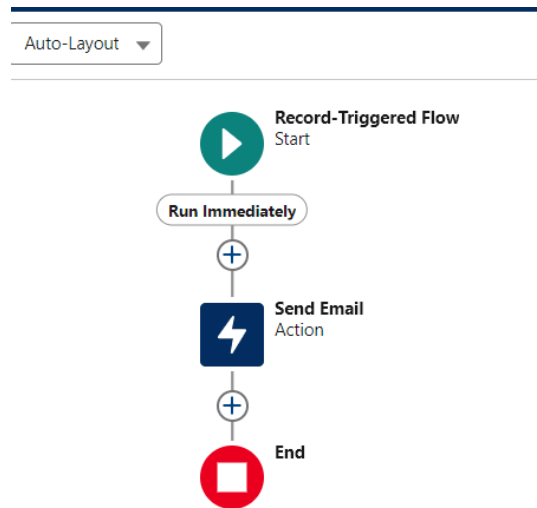 Auto-Layout
Record-Triggered Flow
Start
Run Immediately
Send Email
Action
End